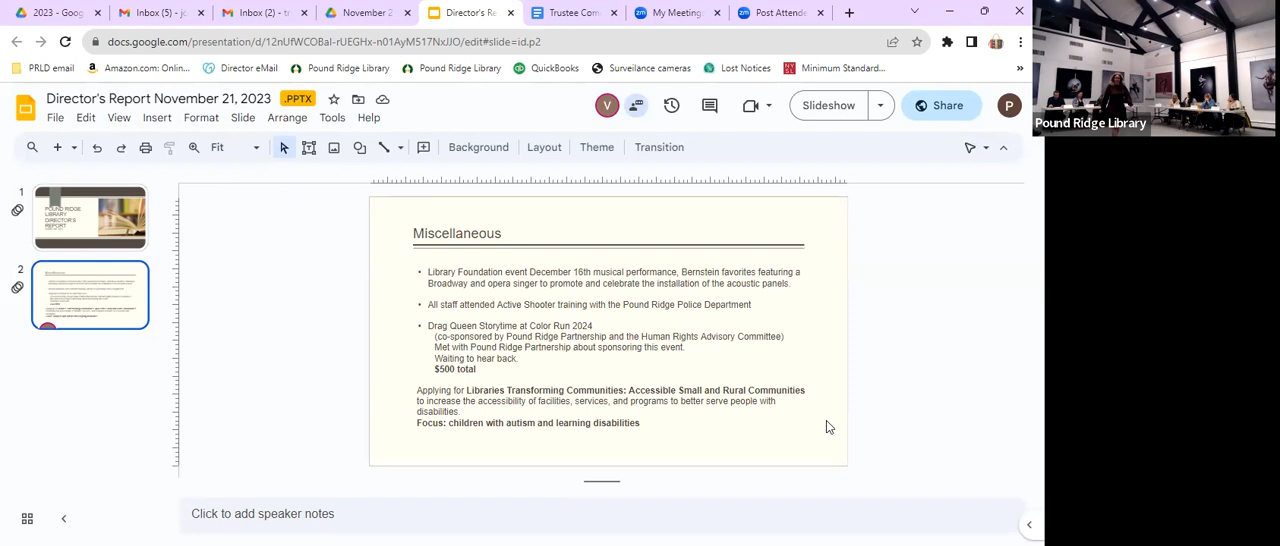 2023 - Goog
Inbox (5) - jo
Inbox (2) - tr
November 2
Director's Re
Trustee Com
My Meeting
Post Attende
docs.google.com/presentation/d/12nUfWCOBaI-rUEGHx-n01AyM517NxJJO/edit#slide=id.p2
PRLD email
Amazon.com: Onlin...
Director eMail
Pound Ridge Library
Pound Ridge Library
QuickBooks
Surveilance cameras
Lost Notices
Minimum Standard...
Pound Ridge Library
Director's Report November 21, 2023
.PPTX
File Edit View Insert Format Slide Arrange Tools Help
V
Slideshow
Share
P
Fit
Background
Layout
Theme
Transition
1
POUND RIDGE
LIBRARY
DIRECTOR'S
REPORT
2
Miscellaneous
• Library Foundation event December 16th musical performance, Bernstein favorites featuring a
Broadway and opera singer to promote and celebrate the installation of the acoustic panels.
• All staff attended Active Shooter training with the Pound Ridge Police Department
• Drag Queen Storytime at Color Run 2024
(co-sponsored by Pound Ridge Partnership and the Human Rights Advisory Committee)
Met with Pound Ridge Partnership about sponsoring this event.
Waiting to hear back.
$500 total
Applying for Libraries Transforming Communities: Accessible Small and Rural Communities
to increase the accessibility of facilities, services, and programs to better serve people with
disabilities.
Focus: children with autism and learning disabilities
Click to add speaker notes